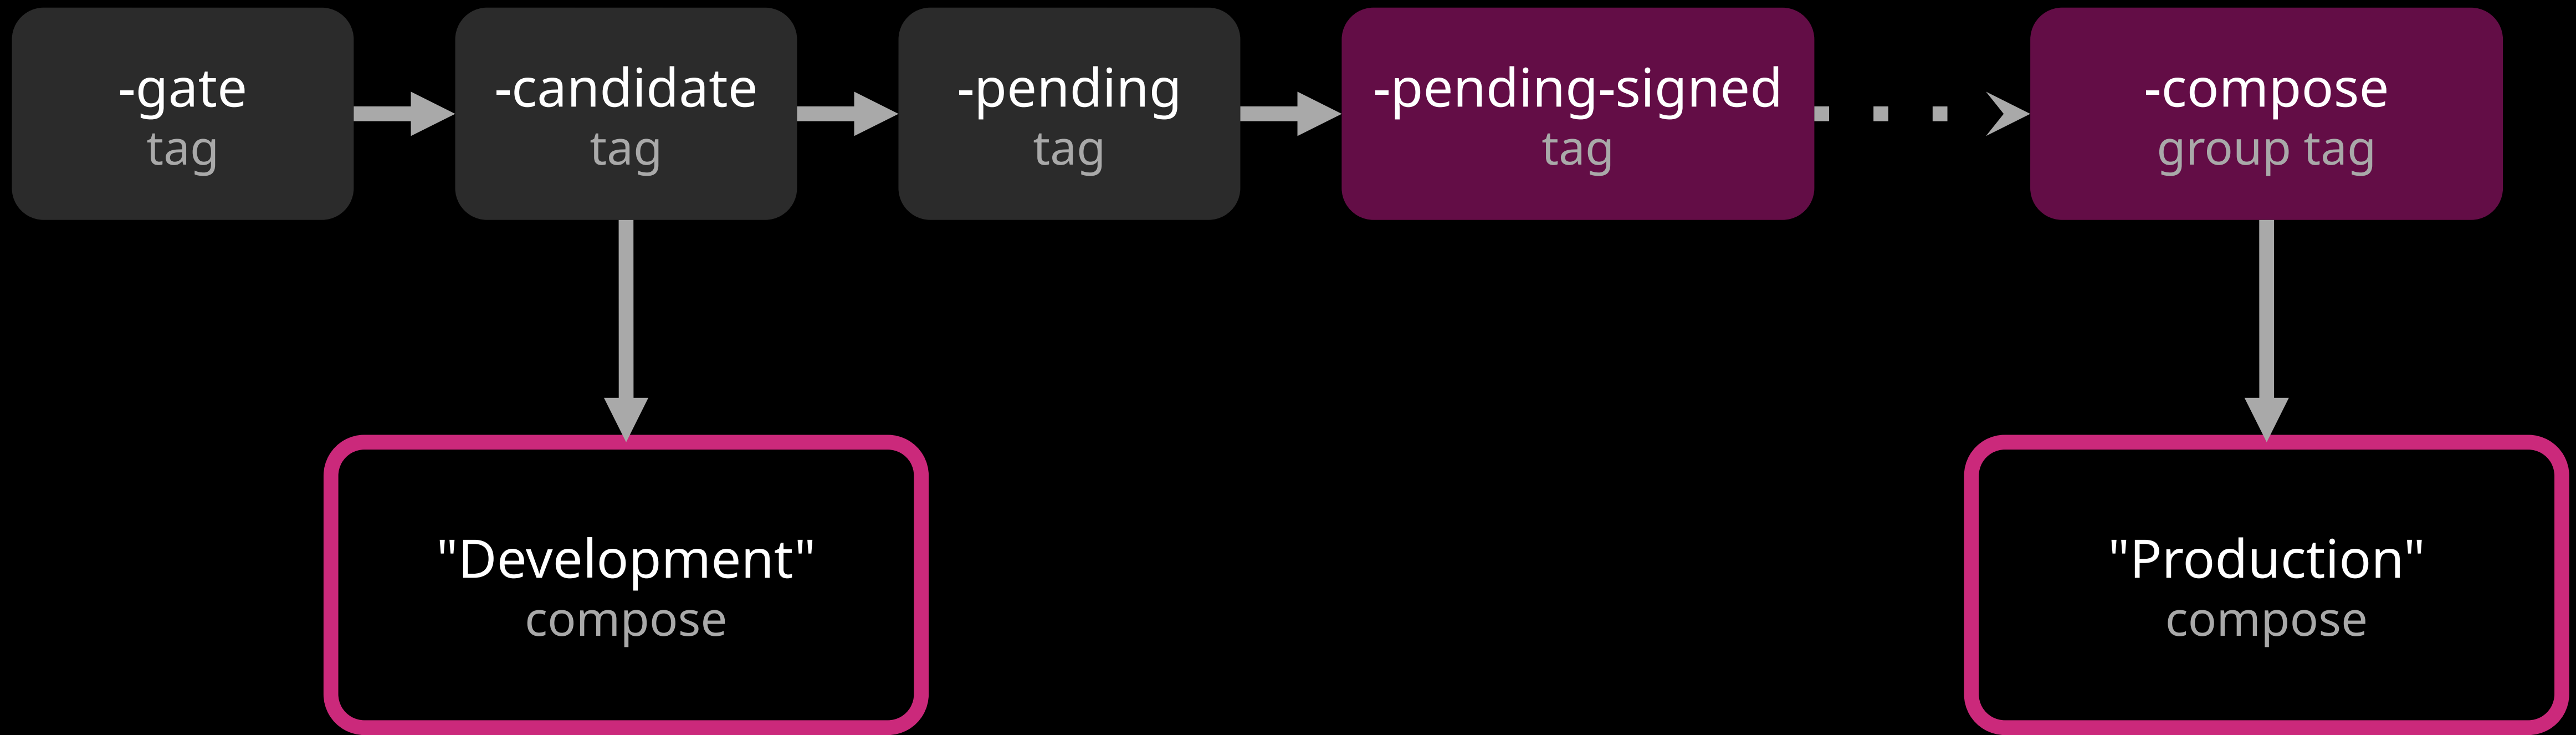 -gate
tag
-candidate
tag
-pending
tag
-pending-signed
tag
-compose
group tag
"Development"
compose
"Production"
compose